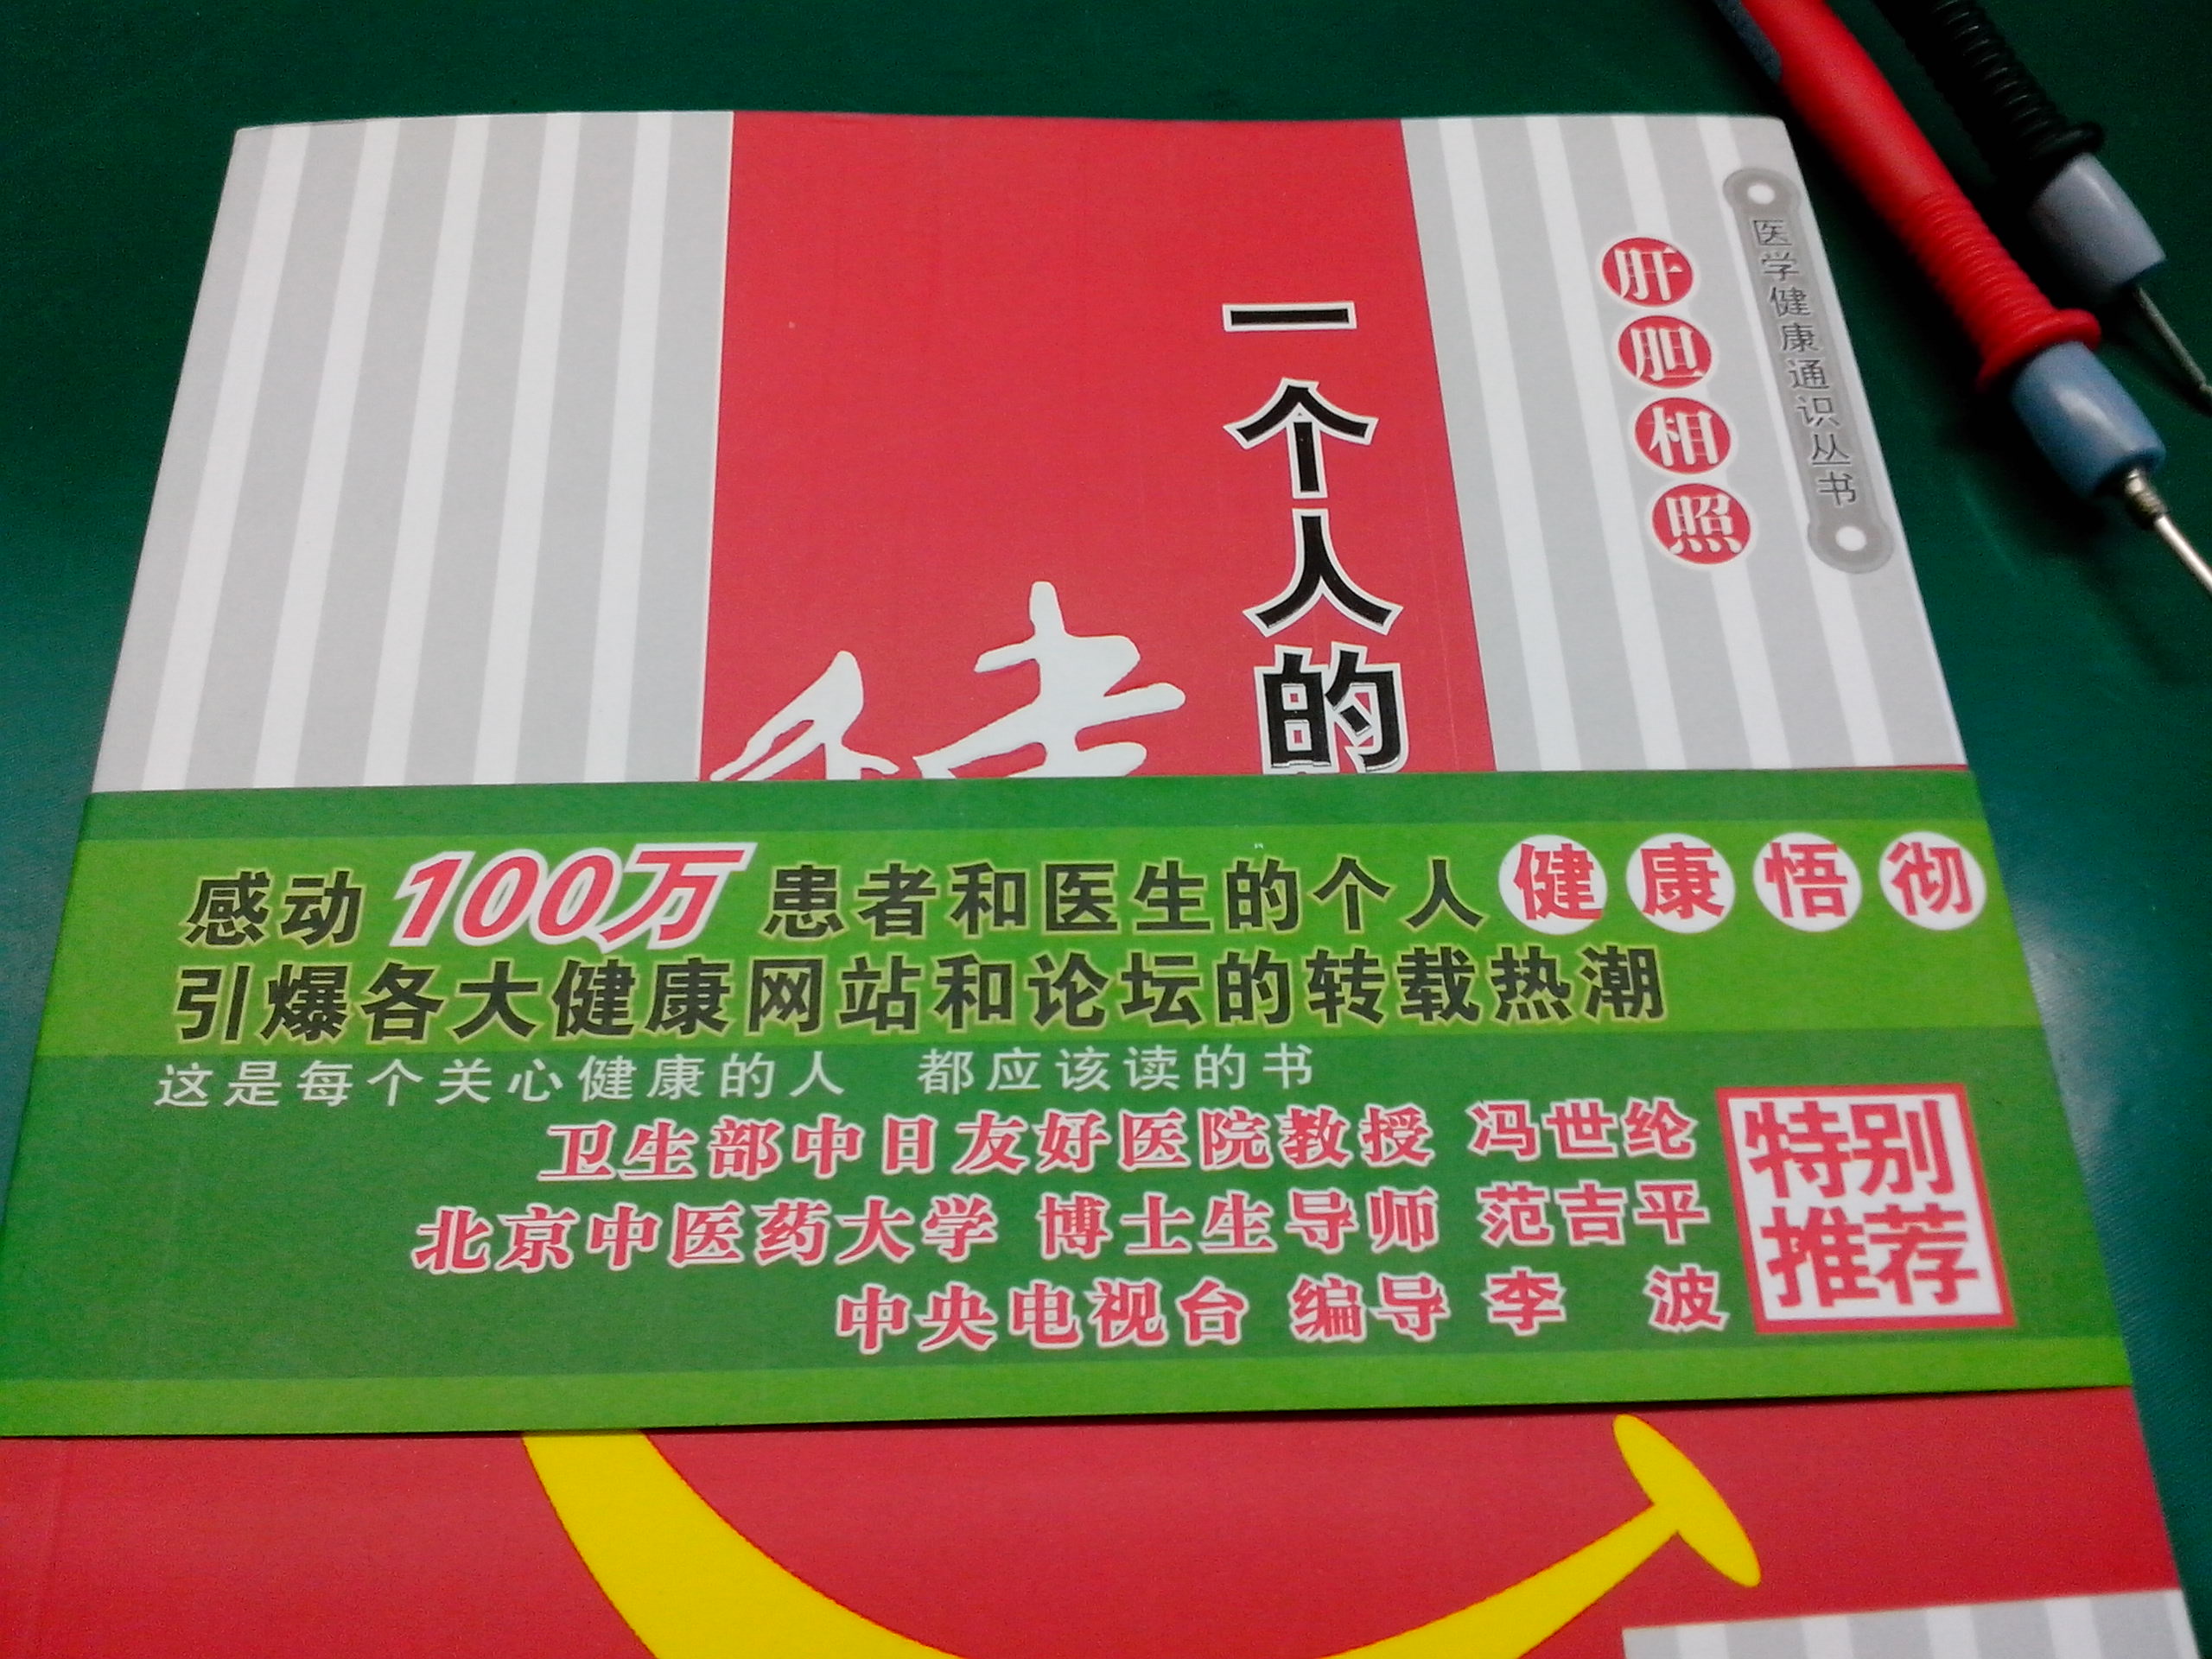 医学健康通识丛书
肝胆相照
一个人的
感动100万患者和医生的个人健康悟彻
引爆各大健康网站和论坛的转载热潮
这是每个关心健康的人 都应该读的书
卫生部中日友好医院教授 冯世纶
北京中医药大学 博士生导师 范吉平
中央电视台 编导 李 波
特别
推荐